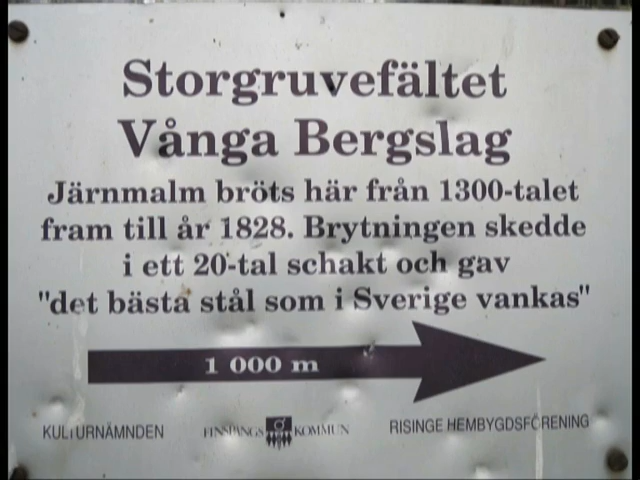 Storgruvefältet
Vånga Bergslag
Järnmalm bröts här från 1300-talet
fram till år 1828. Brytningen skedde
i ett 20-tal schakt och gav
"det bästa stål som i Sverige vankas"
1 000 m
KULTURNÄMNDEN FINSPÅNGS KOMMUN RISINGE HEMBYGDSFÖRENING